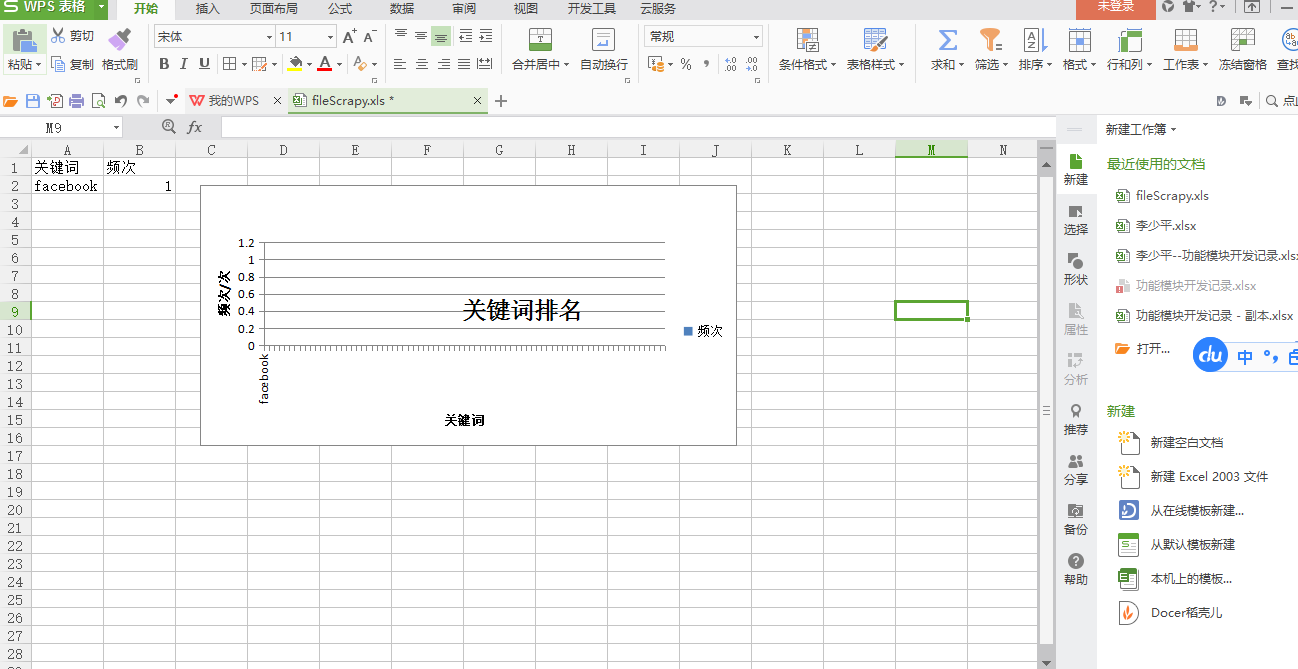 S WPS 表格 开始 插入 页面布局 公式 数据 审阅 视图 开发工具 云服务 未登录
粘贴 剪切 复制 格式刷
宋体 11 A+ A-
B I U A
合并居中 自动换行
常规
%
条件格式 表格样式 求和 筛选 排序 格式 行和列 工作表 冻结窗格
我的WPS fileScrapy.xls *
M9 fx
A B C D E F G H I J K L M N
1 关键词 频次
2 facebook 1
3
4
5
6
7
8
9
10
11
12
13
14
15
16
17
18
19
20
21
22
23
24
25
26
27
28
关键词排名
频次/次
1.2
1
0.8
0.6
0.4
0.2
0
facebook
关键词
频次
新建
选择
形状
属性
分析
推荐
分享
备份
帮助
新建工作簿
最近使用的文档
fileScrapy.xls
李少平.xlsx
李少平--功能模块开发记录.xls
功能模块开发记录.xlsx
功能模块开发记录 - 副本.xlsx
打开...
du 中
新建
新建空白文档
新建 Excel 2003 文件
从在线模板新建...
从默认模板新建
本机上的模板...
Docer稻壳儿